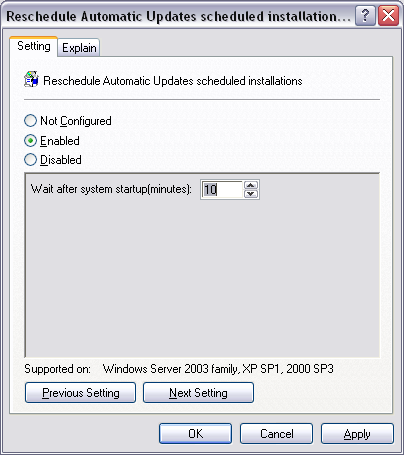 Reschedule Automatic Updates scheduled installation...
Setting
Explain
Reschedule Automatic Updates scheduled installations
Not Configured
Enabled
Disabled
Wait after system startup(minutes): 10
Supported on: Windows Server 2003 family, XP SP1, 2000 SP3
Previous Setting
Next Setting
OK
Cancel
Apply